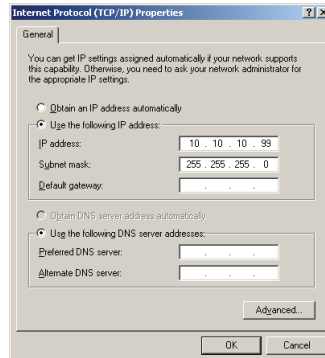 Internet Protocol (TCP/IP) Properties
General
You can get IP settings assigned automatically if your network supports
this capability. Otherwise, you need to ask your network administrator for
the appropriate IP settings.
Obtain an IP address automatically
Use the following IP address:
IP address: 10 . 10 . 10 . 99
Subnet mask: 255 . 255 . 255 . 0
Default gateway: . . .
Obtain DNS server address automatically
Use the following DNS server addresses:
Preferred DNS server: . . .
Alternate DNS server: . . .
Advanced...
OK Cancel